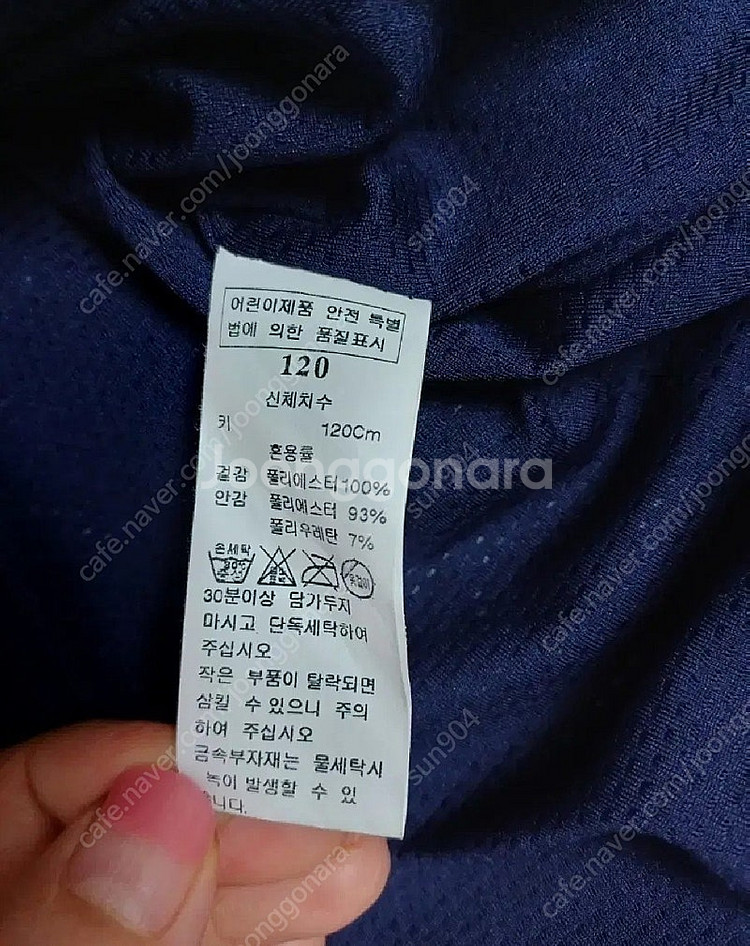 어린이제품 안전 특별
법에 의한 품질표시
120
신체치수
키 120Cm
혼용률
겉감 폴리에스터 100%
안감 폴리에스터 93%
폴리우레탄 7%
손세탁
30분이상 담가두지
마시고 단독세탁하여
주십시오
작은 부품이 탈락되면
삼킬 수 있으니 주의
하여 주십시오
금속부자재는 물세탁시
녹이 발생할 수 있
니다.
Joonggonara
cafe.naver.com/joonggonara
sun904